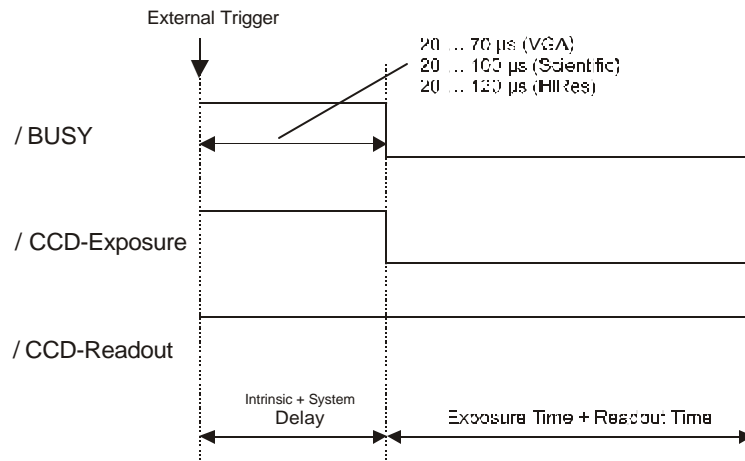 External Trigger
20 ... 70 µs (VGA)
20 ... 100 µs (Scientific)
20 ... 120 µs (HiRes)
/ BUSY
/ CCD-Exposure
/ CCD-Readout
Intrinsic + System
Delay
Exposure Time + Readout Time